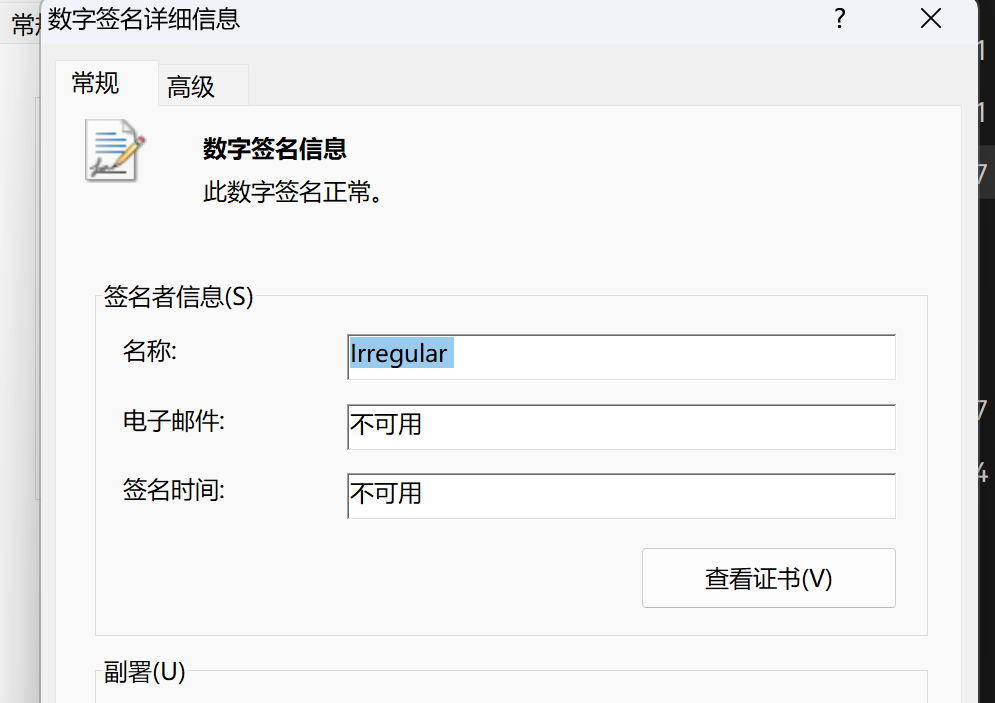 数字签名详细信息
?
常规
高级
数字签名信息
此数字签名正常。
签名者信息(S)
名称:
Irregular
电子邮件:
不可用
签名时间:
不可用
查看证书(V)
副署(U)
1
1
7
7
4